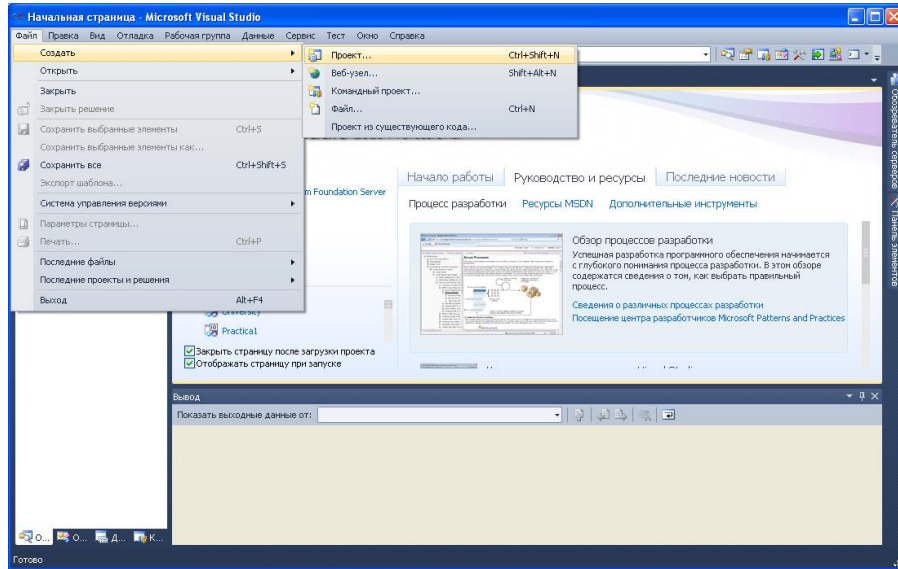 Начальная страница - Microsoft Visual Studio
Файл Правка Вид Отладка Рабочая группа Данные Сервис Тест Окно Справка
Создать
Открыть
Закрыть
Закрыть решение
Сохранить выбранные элементы Ctrl+S
Сохранить выбранные элементы как...
Сохранить все Ctrl+Shift+S
Экспорт шаблона...
Система управления версиями
Параметры страницы...
Печать... Ctrl+P
Последние файлы
Последние проекты и решения
Выход Alt+F4
Проект... Ctrl+Shift+N
Веб-узел... Shift+Alt+N
Командный проект...
Файл... Ctrl+N
Проект из существующего кода...
Foundation Server
University
Practical
Закрыть страницу после загрузки проекта
Отображать страницу при запуске
Начало работы Руководство и ресурсы Последние новости
Процесс разработки Ресурсы MSDN Дополнительные инструменты
Обзор процессов разработки
Успешная разработка программного обеспечения начинается
с глубокого понимания процесса разработки. В этом обзоре
содержатся сведения о том, как выбрать правильный
процесс.
Сведения о различных процессах разработки
Посещение центра разработчиков Microsoft Patterns and Practices
Обозреватель серверов
Панель элементов
Вывод
Показать выходные данные от:
О... О... Д... К...
Готово